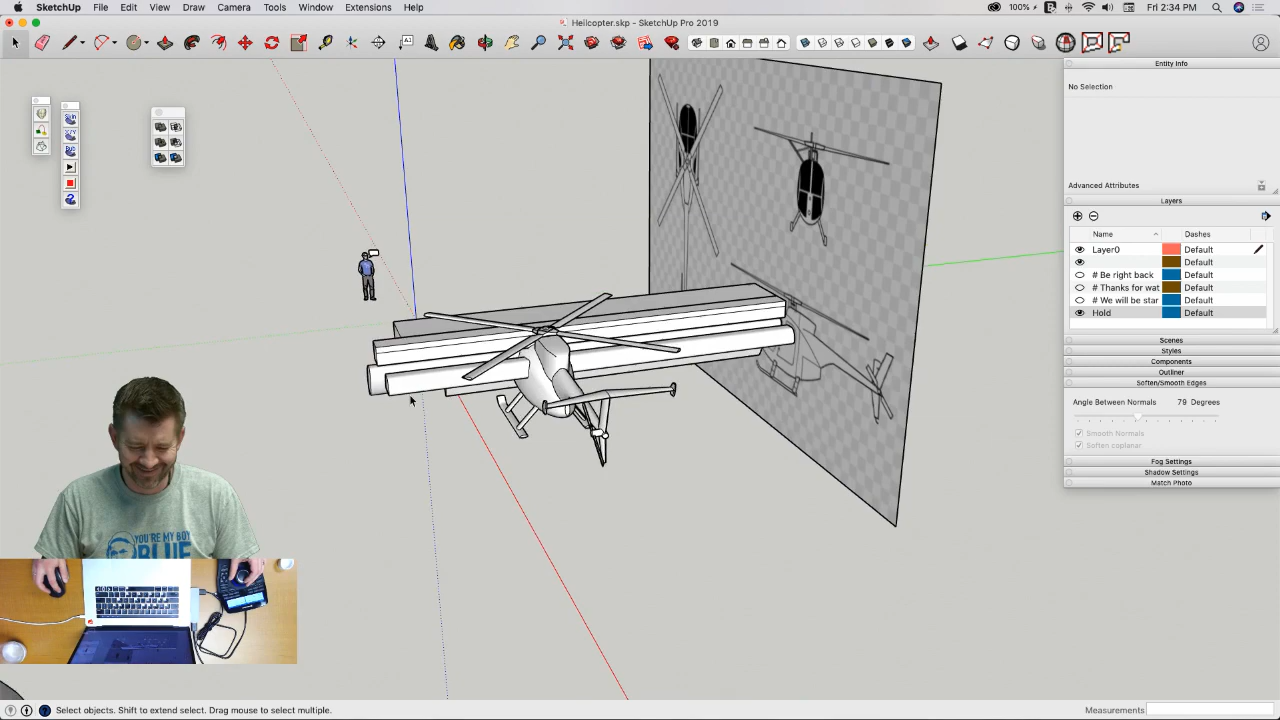 SketchUp File Edit View Draw Camera Tools Window Extensions Help 100% Fri 2:34 PM
Helicopter.skp - SketchUp Pro 2019
Entity Info
No Selection
Advanced Attributes
Layers
Name Dashes
Layer0 Default
Default
# Be right back Default
# Thanks for wat Default
# We will be star Default
Hold Default
Scenes
Styles
Components
Outliner
Soften/Smooth Edges
Angle Between Normals 79 Degrees
Smooth Normals
Soften coplanar
Fog Settings
Shadow Settings
Match Photo
YOU'RE MY BOY
BLUE
Select objects. Shift to extend select. Drag mouse to select multiple. Measurements